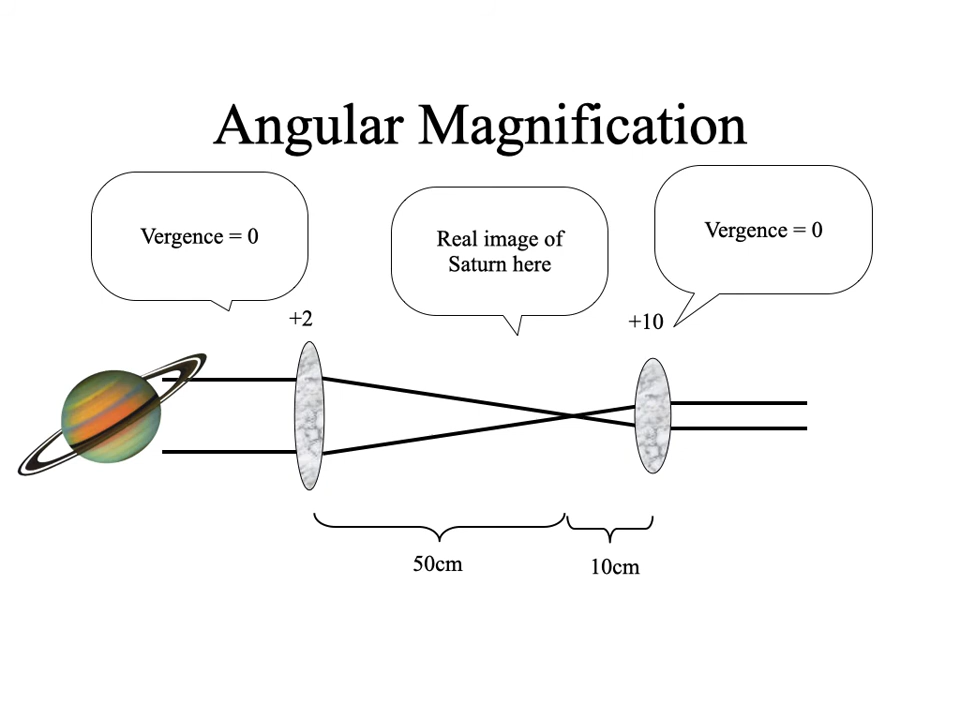 Angular Magnification
Vergence = 0
Real image of
Saturn here
Vergence = 0
+2
+10
50cm
10cm